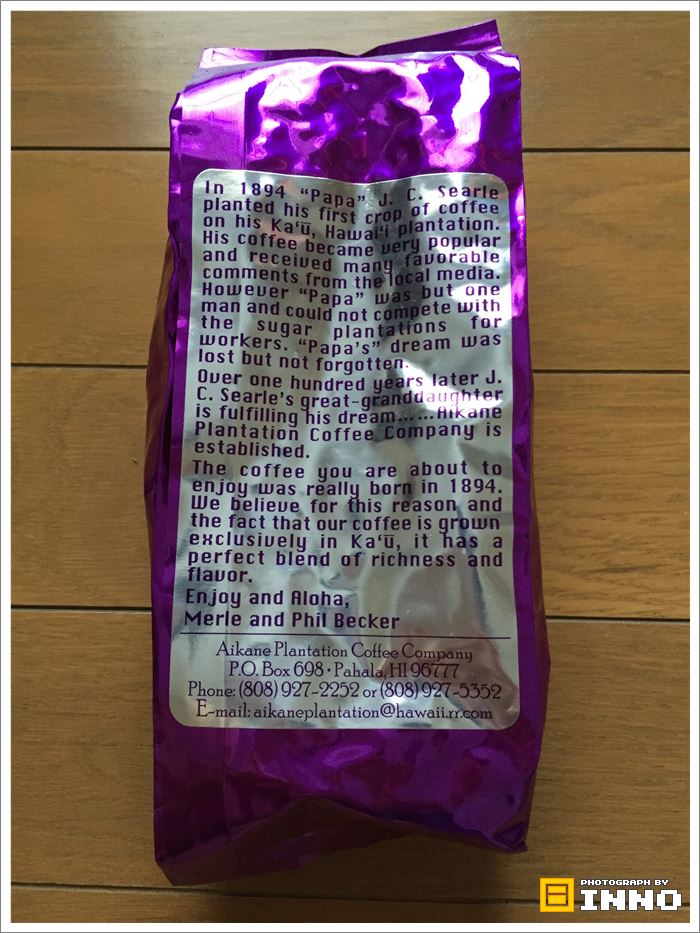 In 1894 “Papa” J. C. Searle
planted his first crop of coffee
on his Ka‘ū, Hawai‘i plantation.
His coffee became very popular
and received many favorable
comments from the local media.
However “Papa” was but one
man and could not compete with
the sugar plantations for
workers. “Papa’s” dream was
lost but not forgotten.
Over one hundred years later J.
C. Searle’s great-granddaughter
is fulfilling his dream......Aikane
Plantation Coffee Company is
established.
The coffee you are about to
enjoy was really born in 1894.
We believe for this reason and
the fact that our coffee is grown
exclusively in Ka‘ū, it has a
perfect blend of richness and
flavor.
Enjoy and Aloha,
Merle and Phil Becker
Aikane Plantation Coffee Company
P.O. Box 698 · Pahala, HI 96777
Phone: (808) 927-2252 or (808) 927-5352
E-mail: aikaneplantation@hawaii.rr.com
PHOTOGRAPH BY
INNO